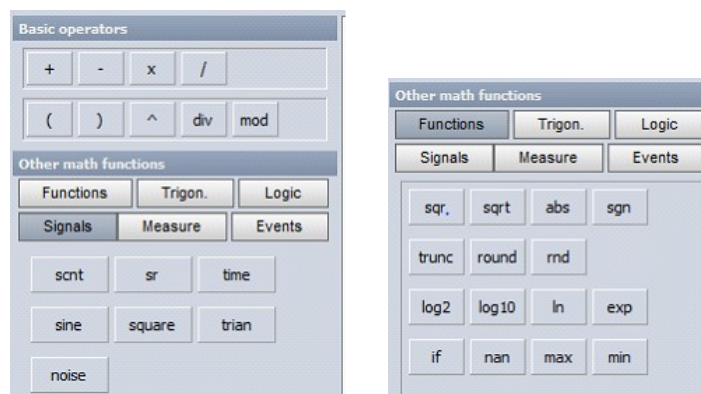 Basic operators
+ - x /
( ) ^ div mod
Other math functions
Functions Trigon. Logic
Signals Measure Events
scnt sr time
sine square trian
noise
Other math functions
Functions Trigon. Logic
Signals Measure Events
sqr sqrt abs sgn
trunc round rnd
log2 log10 ln exp
if nan max min